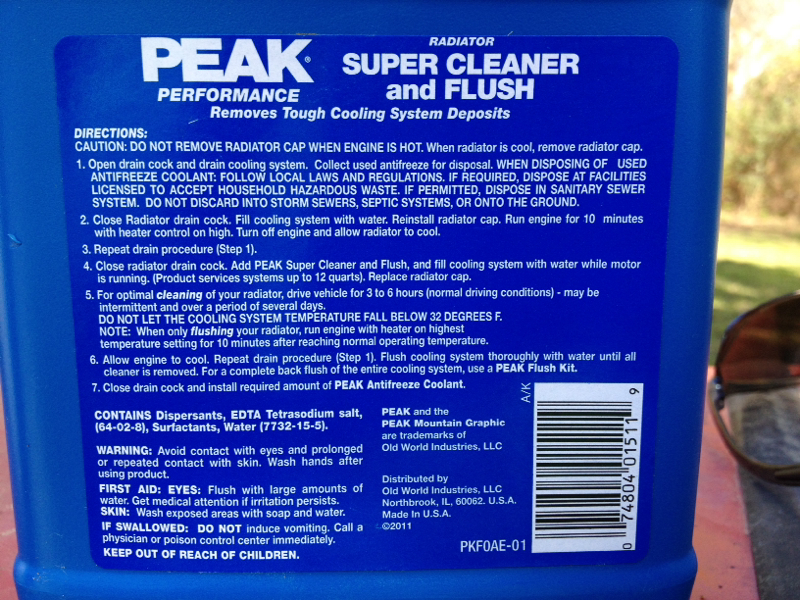 PEAK®
PERFORMANCE
RADIATOR
SUPER CLEANER
and FLUSH
Removes Tough Cooling System Deposits
DIRECTIONS:
CAUTION: DO NOT REMOVE RADIATOR CAP WHEN ENGINE IS HOT. When radiator is cool, remove radiator cap.
1. Open drain cock and drain cooling system. Collect used antifreeze for disposal. WHEN DISPOSING OF USED
ANTIFREEZE COOLANT: FOLLOW LOCAL LAWS AND REGULATIONS. IF REQUIRED, DISPOSE AT FACILITIES
LICENSED TO ACCEPT HOUSEHOLD HAZARDOUS WASTE. IF PERMITTED, DISPOSE IN SANITARY SEWER
SYSTEM. DO NOT DISCARD INTO STORM SEWERS, SEPTIC SYSTEMS, OR ONTO THE GROUND.
2. Close Radiator drain cock. Fill cooling system with water. Reinstall radiator cap. Run engine for 10 minutes
with heater control on high. Turn off engine and allow radiator to cool.
3. Repeat drain procedure (Step 1).
4. Close radiator drain cock. Add PEAK Super Cleaner and Flush, and fill cooling system with water while motor
is running. (Product services systems up to 12 quarts). Replace radiator cap.
5. For optimal cleaning of your radiator, drive vehicle for 3 to 6 hours (normal driving conditions) - may be
intermittent and over a period of several days.
DO NOT LET THE COOLING SYSTEM TEMPERATURE FALL BELOW 32 DEGREES F.
NOTE: When only flushing your radiator, run engine with heater on highest
temperature setting for 10 minutes after reaching normal operating temperature.
6. Allow engine to cool. Repeat drain procedure (Step 1). Flush cooling system thoroughly with water until all
cleaner is removed. For a complete back flush of the entire cooling system, use a PEAK Flush Kit.
7. Close drain cock and install required amount of PEAK Antifreeze Coolant.
CONTAINS Dispersants, EDTA Tetrasodium salt,
(64-02-8), Surfactants, Water (7732-15-5).
WARNING: Avoid contact with eyes and prolonged
or repeated contact with skin. Wash hands after
using product.
FIRST AID: EYES: Flush with large amounts of
water. Get medical attention if irritation persists.
SKIN: Wash exposed areas with soap and water.
IF SWALLOWED: DO NOT induce vomiting. Call a
physician or poison control center immediately.
KEEP OUT OF REACH OF CHILDREN.
PEAK and the
PEAK Mountain Graphic
are trademarks of
Old World Industries, LLC
Distributed by
Old World Industries, LLC
Northbrook, IL, 60062. U.S.A.
Made In U.S.A.
©2011
PKF0AE-01
A/K
0 74804 01511 9